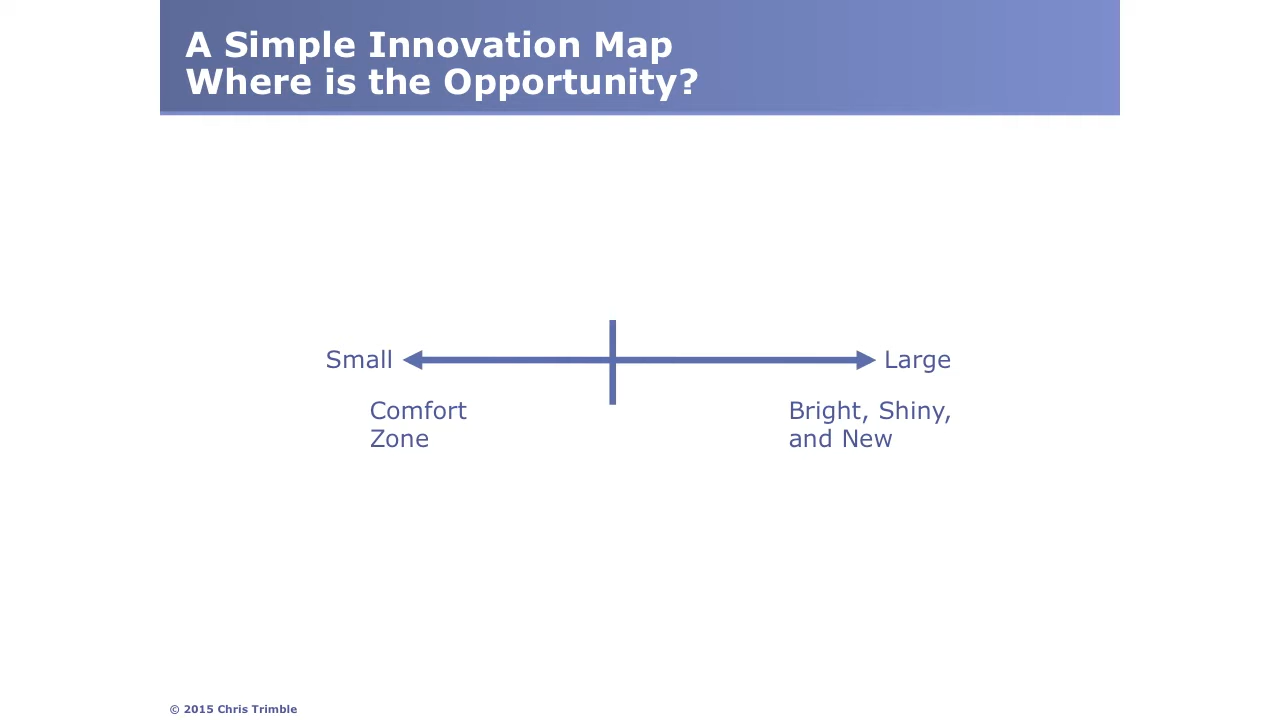 A Simple Innovation Map
Where is the Opportunity?
Small
Large
Comfort
Zone
Bright, Shiny,
and New
© 2015 Chris Trimble